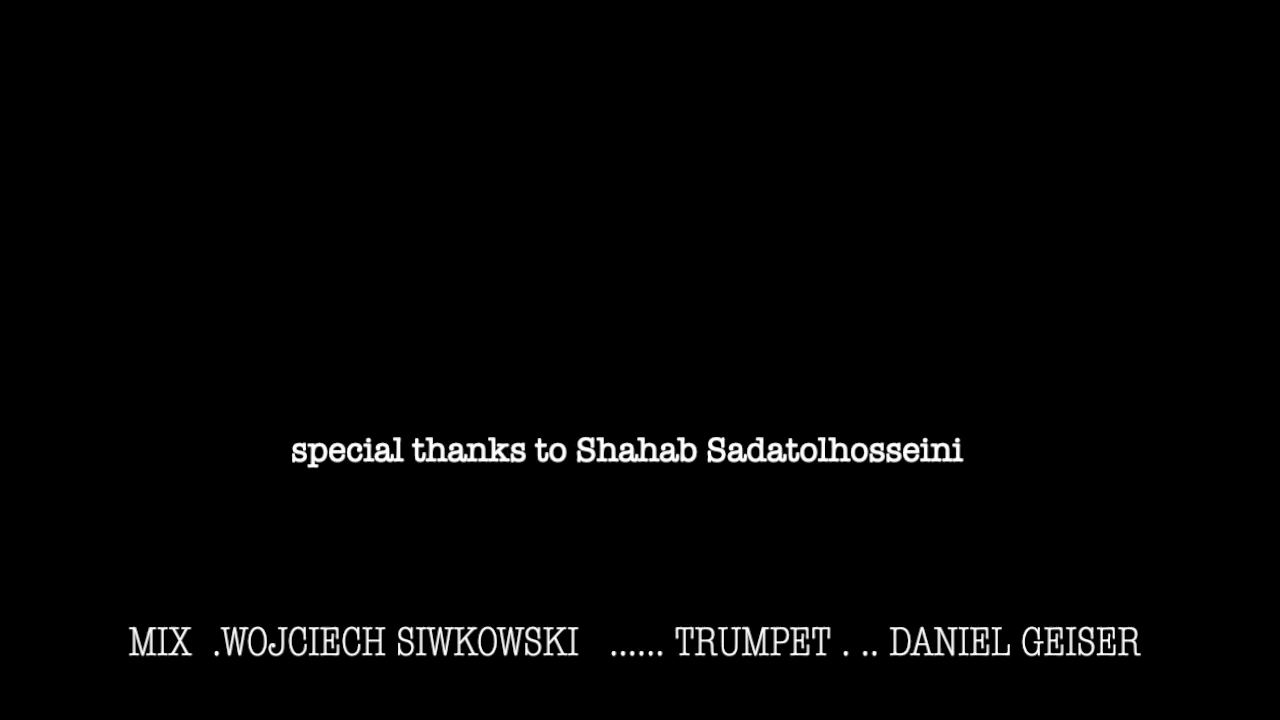 special thanks to Shahab Sadatolhosseini
MIX .WOJCIECH SIWKOWSKI ...... TRUMPET . .. DANIEL GEISER